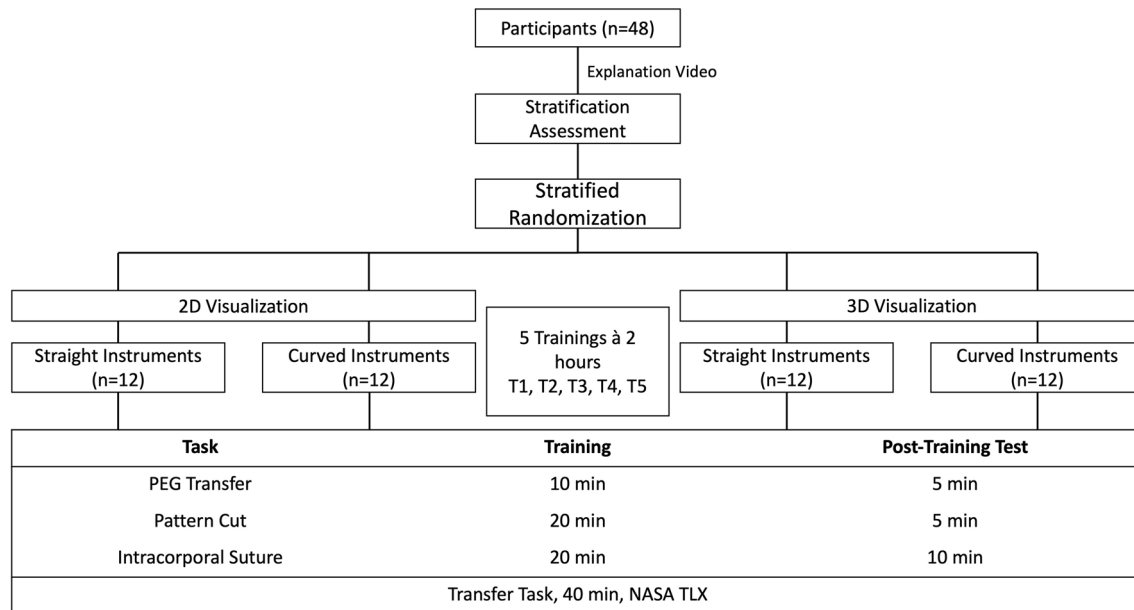 Participants (n=48)
Explanation Video
Stratification
Assessment
Stratified
Randomization
2D Visualization
3D Visualization
Straight Instruments
(n=12)
Curved Instruments
(n=12)
5 Trainings à 2
hours
T1, T2, T3, T4, T5
Straight Instruments
(n=12)
Curved Instruments
(n=12)
Task Training Post-Training Test
PEG Transfer 10 min 5 min
Pattern Cut 20 min 5 min
Intracorporal Suture 20 min 10 min
Transfer Task, 40 min, NASA TLX